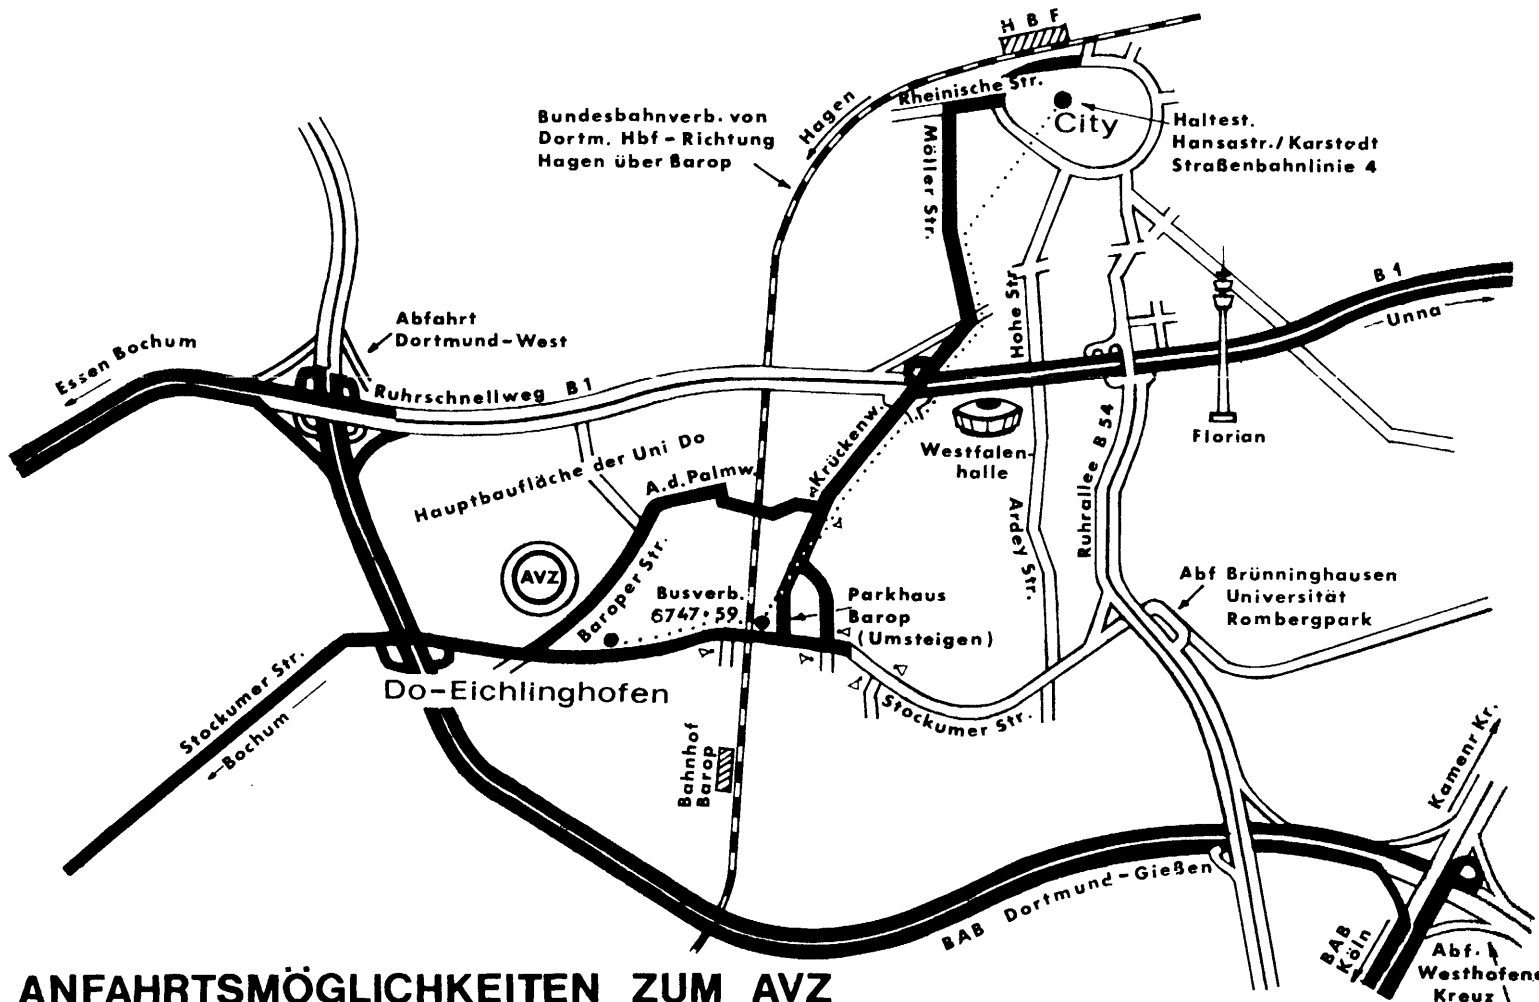 H B F
Rheinische Str.
Hagen
City
Bundesbahnverb. von
Dortm. Hbf - Richtung
Hagen über Barop
Haltest.
Hansastr./Karstadt
Straßenbahnlinie 4
Möller Str.
Hohe Str.
B 1
Unna
Abfahrt
Dortmund-West
Essen Bochum
Ruhrschnellweg B 1
Krückenw.
Westfalen-
halle
Florian
Hauptbaufläche der Uni Do
A.d.Palmw.
Ruhrallee B 54
Ardey Str.
AVZ
Baroper Str.
Busverb.
6747+59
Parkhaus
Barop
(Umsteigen)
Abf Brünninghausen
Universität
Rombergpark
Do-Eichlinghofen
Stockumer Str.
Bochum
Stockumer Str.
Bahnhof
Barop
Kamenr Kr.
BAB Dortmund-Gießen
BAB
Köln
Abf.
Westhofene
Kreuz
ANFAHRTSMÖGLICHKEITEN ZUM AVZ